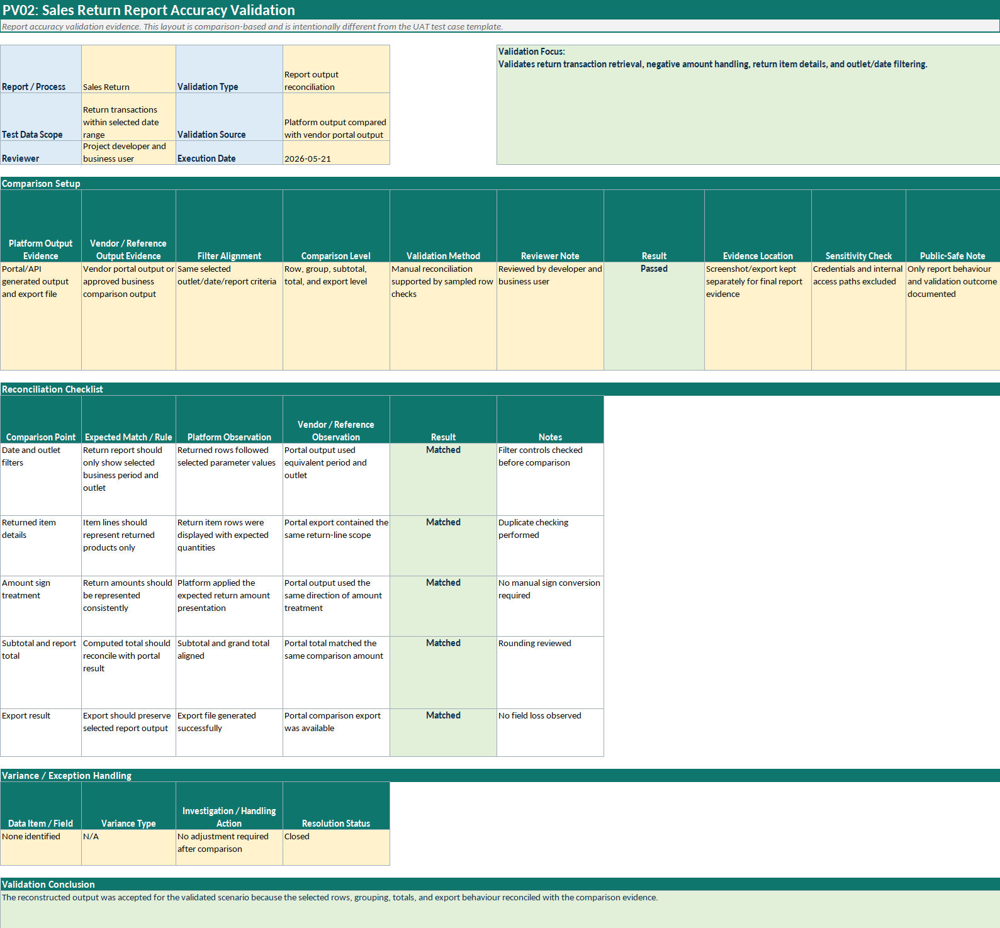 PV02: Sales Return Report Accuracy Validation
Report accuracy validation evidence. This layout is comparison-based and is intentionally different from the UAT test case template.
Report / Process
Sales Return
Validation Type
Report output
reconciliation
Validation Focus:
Validates return transaction retrieval, negative amount handling, return item details, and outlet/date filtering.
Test Data Scope
Return transactions
within selected date
range
Validation Source
Platform output compared
with vendor portal output
Reviewer
Project developer and
business user
Execution Date
2026-05-21
Comparison Setup
Platform Output
Evidence
Vendor / Reference
Output Evidence
Filter Alignment
Comparison Level
Validation Method
Reviewer Note
Result
Evidence Location
Sensitivity Check
Public-Safe Note
Portal/API
generated output
and export file
Vendor portal output or
approved business
comparison output
Same selected
outlet/date/report criteria
Row, group, subtotal,
total, and export level
Manual reconciliation
supported by sampled row
checks
Reviewed by developer and
business user
Passed
Screenshot/export kept
separately for final report
evidence
Credentials and internal
access paths excluded
Only report behaviour
and validation outcome
documented
Reconciliation Checklist
Comparison Point
Expected Match / Rule
Platform Observation
Vendor / Reference
Observation
Result
Notes
Date and outlet
filters
Return report should
only show selected
business period and
outlet
Returned rows followed
selected parameter values
Portal output used
equivalent period and
outlet
Matched
Filter controls checked
before comparison
Returned item
details
Item lines should
represent returned
products only
Return item rows were
displayed with expected
quantities
Portal export contained the
same return-line scope
Matched
Duplicate checking
performed
Amount sign
treatment
Return amounts should
be represented
consistently
Platform applied the
expected return amount
presentation
Portal output used the
same direction of amount
treatment
Matched
No manual sign conversion
required
Subtotal and report
total
Computed total should
reconcile with portal
result
Subtotal and grand total
aligned
Portal total matched the
same comparison amount
Matched
Rounding reviewed
Export result
Export should preserve
selected report output
Export file generated
successfully
Portal comparison export
was available
Matched
No field loss observed
Variance / Exception Handling
Data Item / Field
Variance Type
Investigation / Handling
Action
Resolution Status
None identified
N/A
No adjustment required
after comparison
Closed
Validation Conclusion
The reconstructed output was accepted for the validated scenario because the selected rows, grouping, totals, and export behaviour reconciled with the comparison evidence.